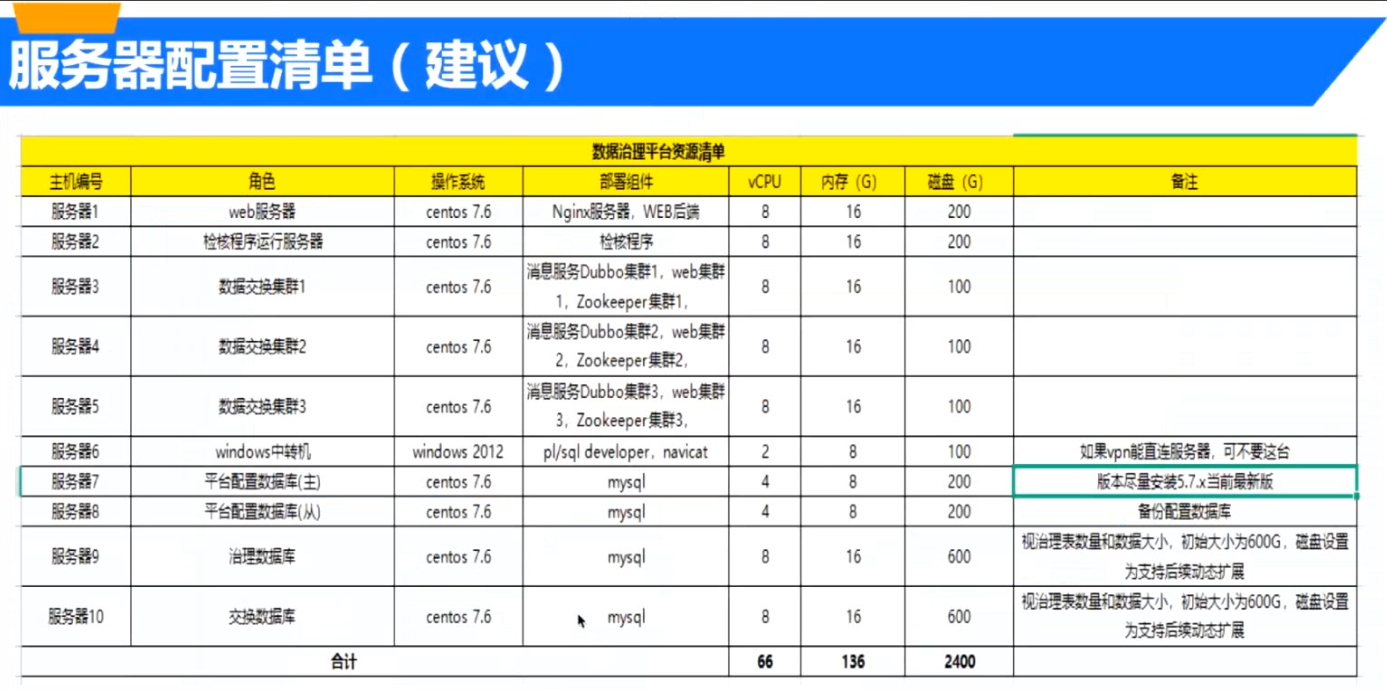 服务器配置清单（建议）
数据治理平台资源清单
主机编号 角色 操作系统 部署组件 vCPU 内存（G） 磁盘（G） 备注
服务器1 web服务器 centos 7.6 Nginx服务器，WEB后端 8 16 200
服务器2 检核程序运行服务器 centos 7.6 检核程序 8 16 200
服务器3 数据交换集群1 centos 7.6 消息服务Dubbo集群1，web集群
1，Zookeeper集群1， 8 16 100
服务器4 数据交换集群2 centos 7.6 消息服务Dubbo集群2，web集群
2，Zookeeper集群2， 8 16 100
服务器5 数据交换集群3 centos 7.6 消息服务Dubbo集群3，web集群
3，Zookeeper集群3， 8 16 100
服务器6 windows中转机 windows 2012 pl/sql developer，navicat 2 8 100 如果vpn能直连服务器，可不要这台
服务器7 平台配置数据库(主) centos 7.6 mysql 4 8 200 版本尽量安装5.7.x当前最新版
服务器8 平台配置数据库(从) centos 7.6 mysql 4 8 200 备份配置数据库
服务器9 治理数据库 centos 7.6 mysql 8 16 600 视治理表数量和数据大小，初始大小为600G，磁盘设置
为支持后续动态扩展
服务器10 交换数据库 centos 7.6 mysql 8 16 600 视治理表数量和数据大小，初始大小为600G，磁盘设置
为支持后续动态扩展
合计 66 136 2400